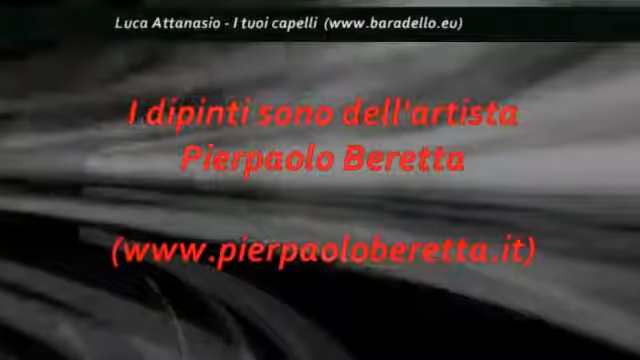 Luca Attanasio - I tuoi capelli (www.baradello.eu)
I dipinti sono dell'artista
Pierpaolo Beretta
(www.pierpaoloberetta.it)